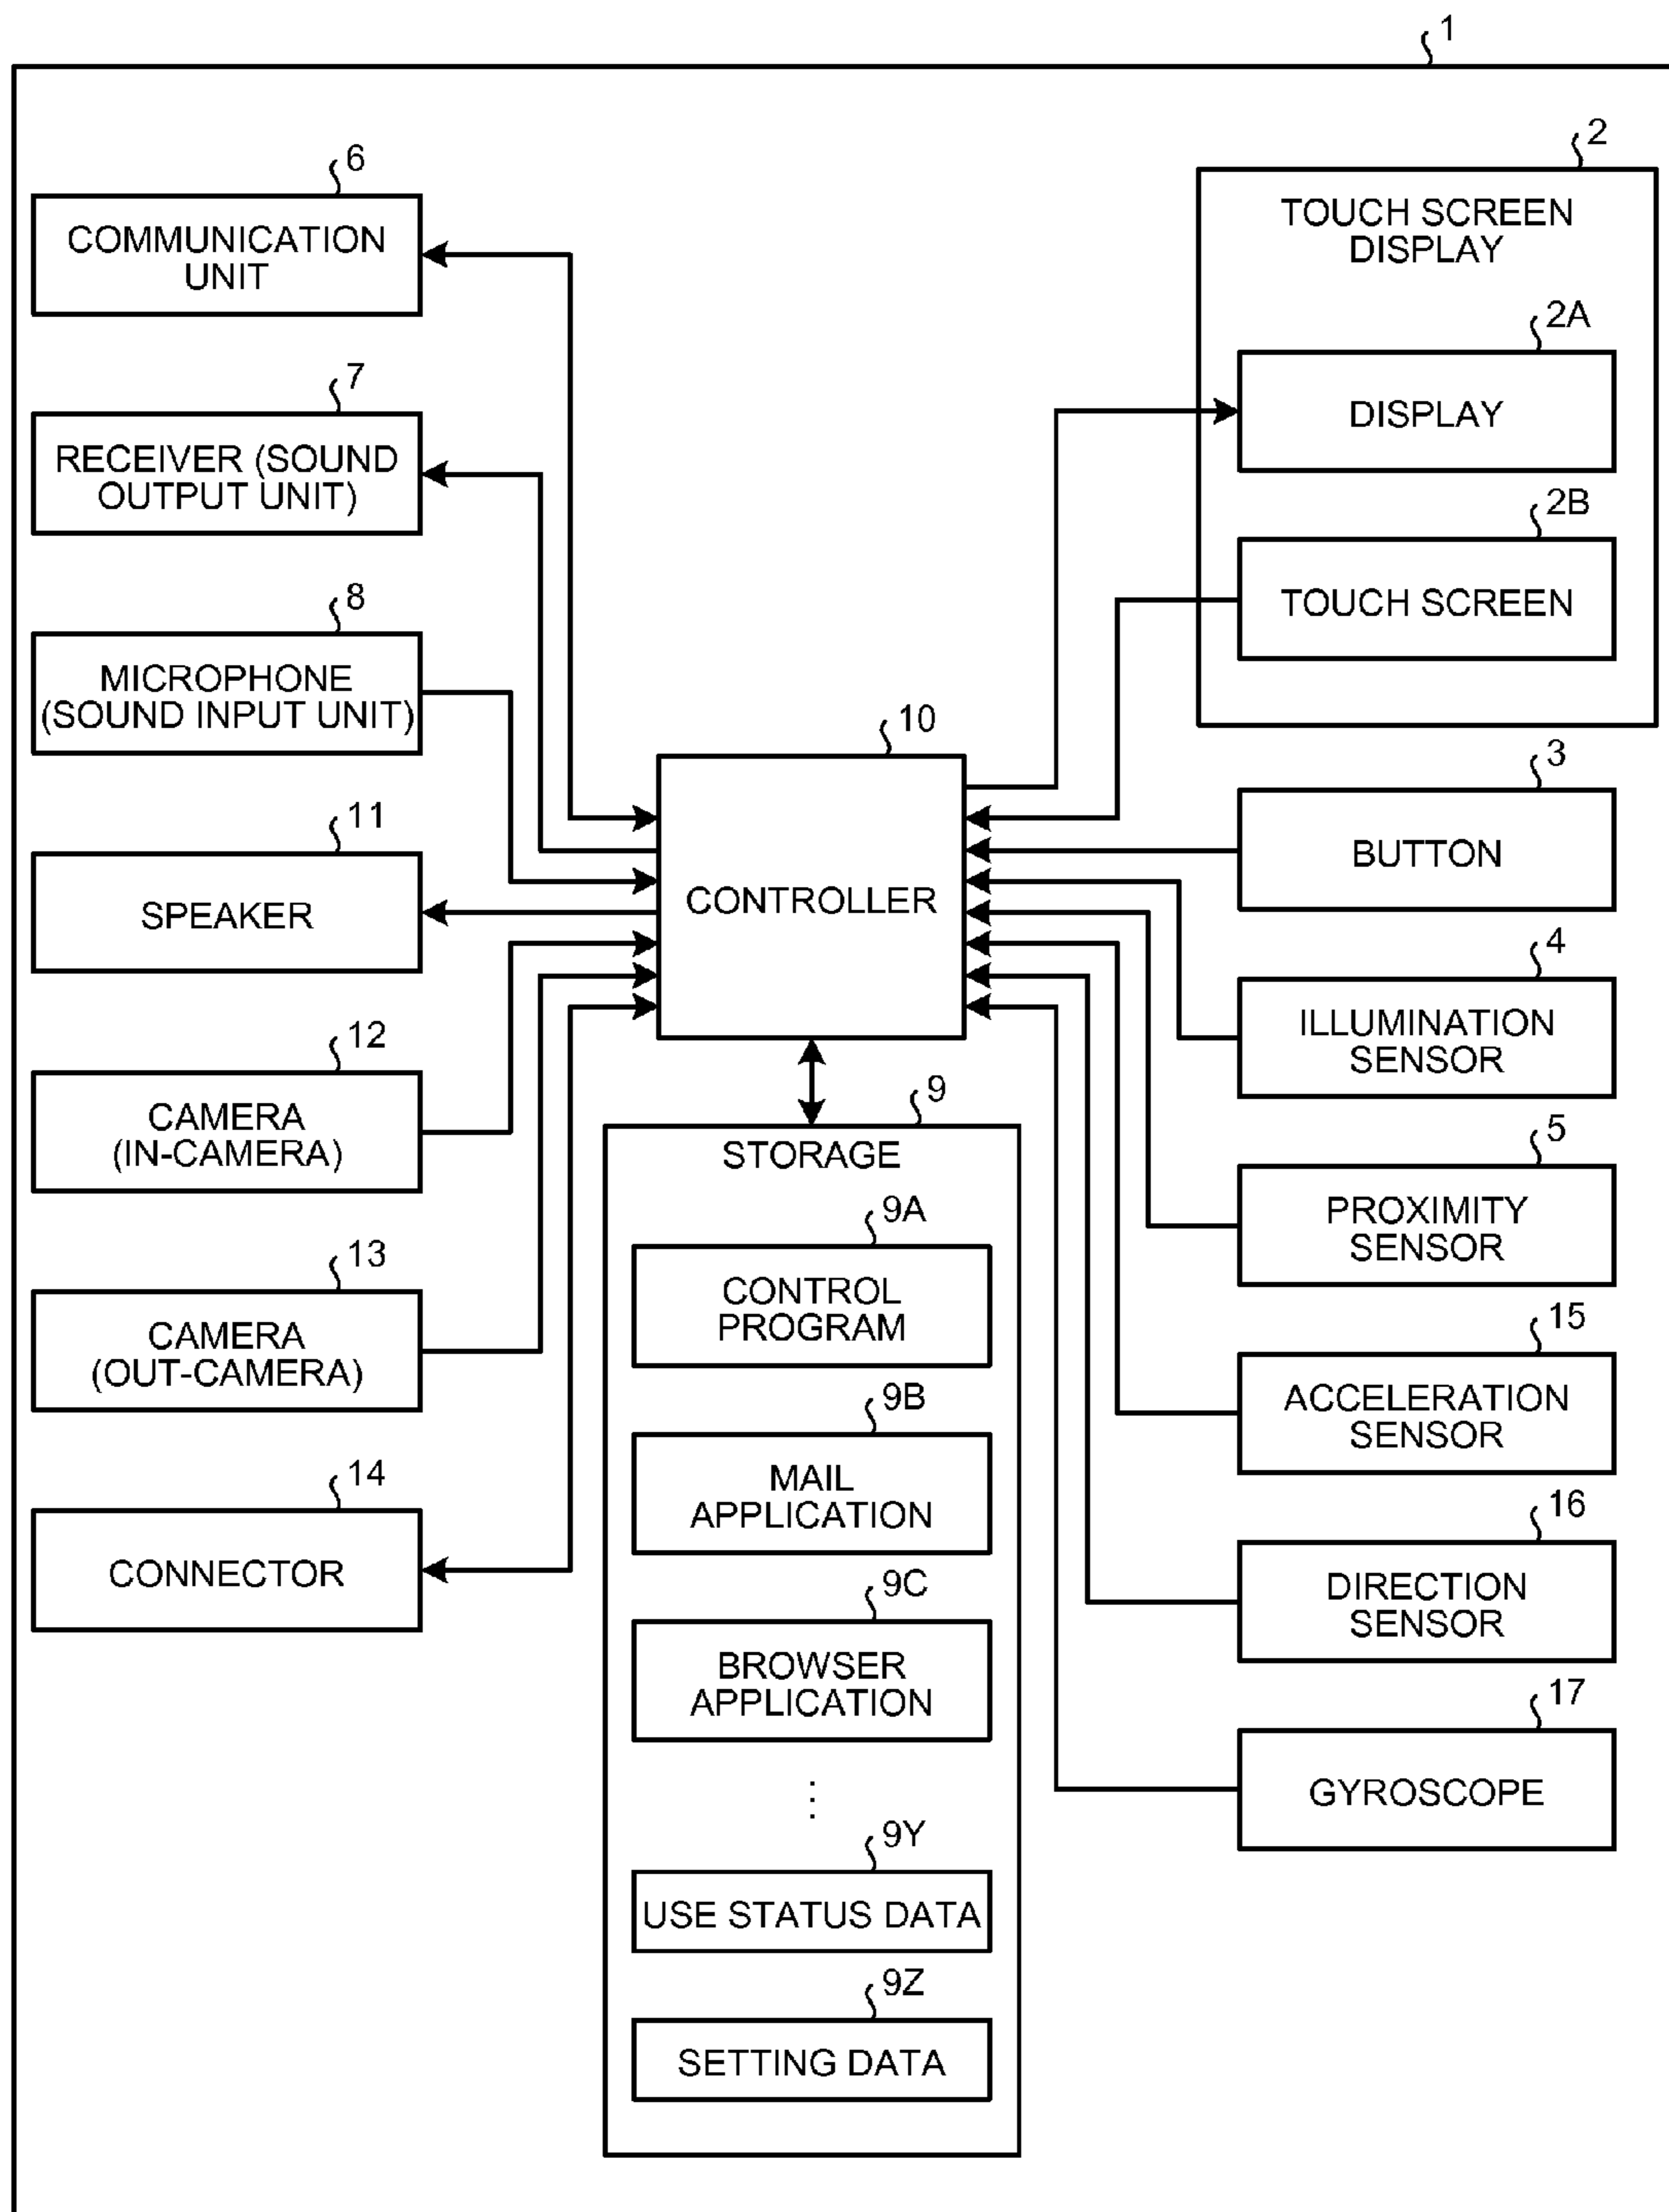 1
6
COMMUNICATION
UNIT
7
RECEIVER (SOUND
OUTPUT UNIT)
8
MICROPHONE
(SOUND INPUT UNIT)
11
SPEAKER
12
CAMERA
(IN-CAMERA)
13
CAMERA
(OUT-CAMERA)
14
CONNECTOR
10
CONTROLLER
9
STORAGE
9A
CONTROL
PROGRAM
9B
MAIL
APPLICATION
9C
BROWSER
APPLICATION
⋮
9Y
USE STATUS DATA
9Z
SETTING DATA
2
TOUCH SCREEN
DISPLAY
2A
DISPLAY
2B
TOUCH SCREEN
3
BUTTON
4
ILLUMINATION
SENSOR
5
PROXIMITY
SENSOR
15
ACCELERATION
SENSOR
16
DIRECTION
SENSOR
17
GYROSCOPE